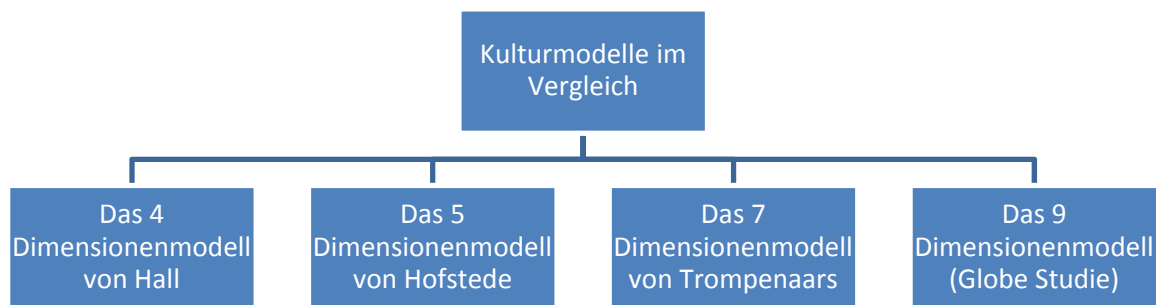 Kulturmodelle im
Vergleich
Das 4
Dimensionenmodell
von Hall
Das 5
Dimensionenmodell
von Hofstede
Das 7
Dimensionenmodell
von Trompenaars
Das 9
Dimensionenmodell
(Globe Studie)